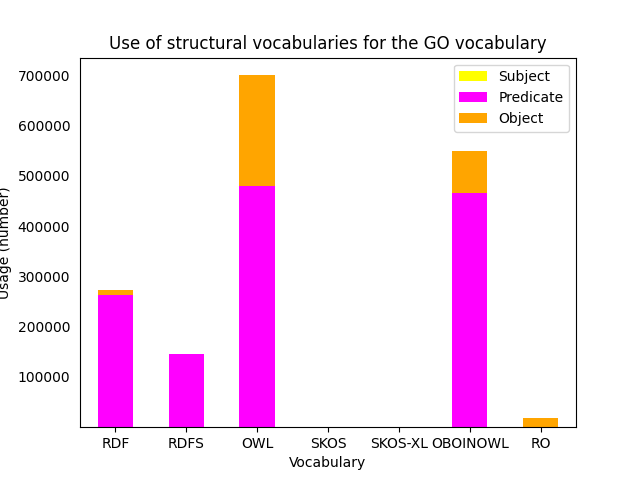 Use of structural vocabularies for the GO vocabulary
Subject
Predicate
Object
700000
600000
500000
400000
300000
200000
100000
Usage (number)
RDF RDFS OWL SKOS SKOS-XL OBOINOWL RO
Vocabulary